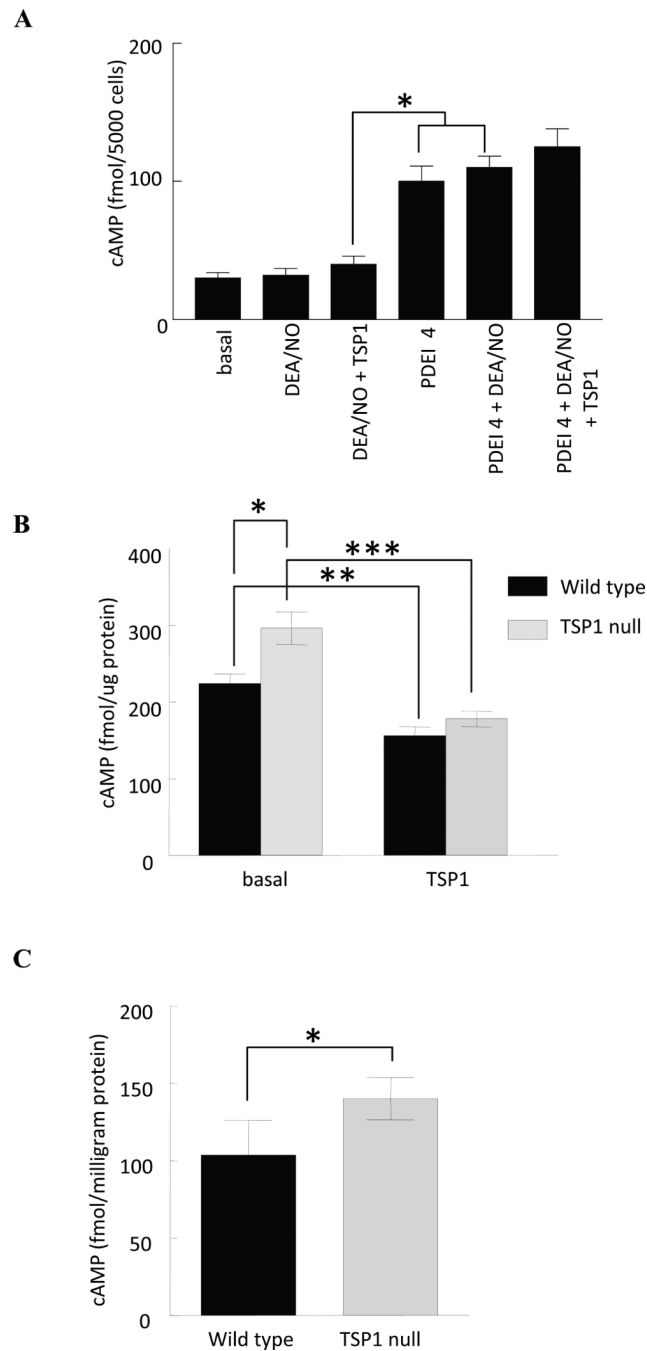 A
200
100
0
cAMP (fmol/5000 cells)
*
basal
DEA/NO
DEA/NO + TSP1
PDEI 4
PDEI 4 + DEA/NO
PDEI 4 + DEA/NO
+ TSP1
B
400
300
200
100
0
cAMP (fmol/ug protein)
*
***
**
Wild type
TSP1 null
basal
TSP1
C
200
150
100
50
0
cAMP (fmol/milligram protein)
*
Wild type
TSP1 null